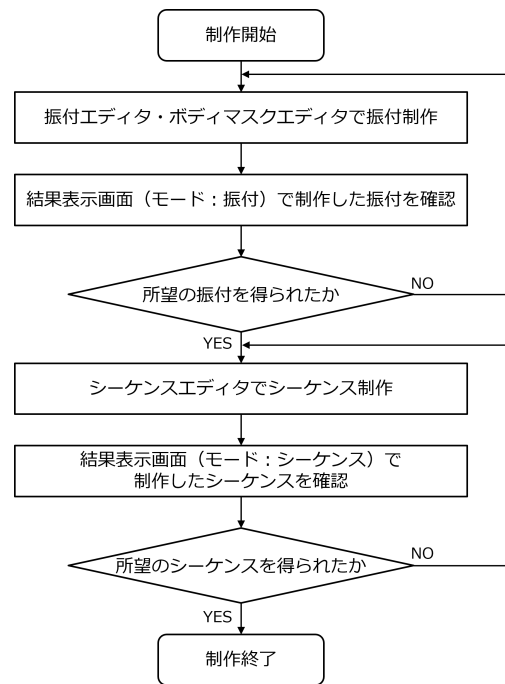 制作開始
振付エディタ・ボディマスクエディタで振付制作
結果表示画面（モード：振付）で制作した振付を確認
所望の振付を得られたか
NO
YES
シーケンスエディタでシーケンス制作
結果表示画面（モード：シーケンス）で
制作したシーケンスを確認
所望のシーケンスを得られたか
NO
YES
制作終了